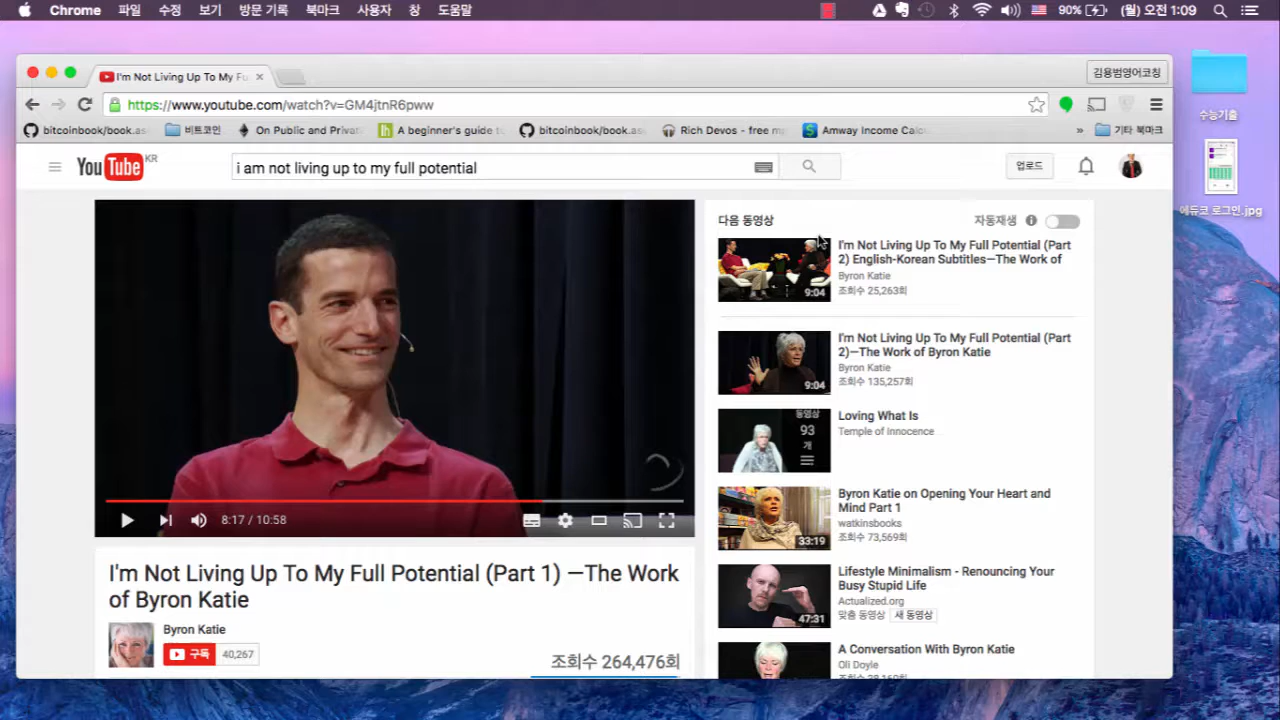 Chrome 파일 수정 보기 방문 기록 북마크 사용자 창 도움말 90% (월) 오전 1:09
I'm Not Living Up To My Fu
김용범영어코칭
https://www.youtube.com/watch?v=GM4jtnR6pww
bitcoinbook/book.as 비트코인 On Public and Privat A beginner's guide t bitcoinbook/book.as Rich Devos - free m Amway Income Calc » 기타 북마크
수능기출
에듀코 로그인.jpg
YouTube KR
i am not living up to my full potential
업로드
다음 동영상
자동재생
I'm Not Living Up To My Full Potential (Part
2) English-Korean Subtitles—The Work of
Byron Katie
조회수 25,263회
9:04
I'm Not Living Up To My Full Potential (Part
2)—The Work of Byron Katie
Byron Katie
조회수 135,257회
9:04
Loving What Is
Temple of Innocence
동영상
93
개
Byron Katie on Opening Your Heart and
Mind Part 1
watkinsbooks
조회수 73,569회
33:19
Lifestyle Minimalism - Renouncing Your
Busy Stupid Life
Actualized.org
맞춤 동영상 새 동영상
47:31
A Conversation With Byron Katie
Oli Doyle
8:17 / 10:58
I'm Not Living Up To My Full Potential (Part 1) —The Work
of Byron Katie
Byron Katie
구독 40,267
조회수 264,476회